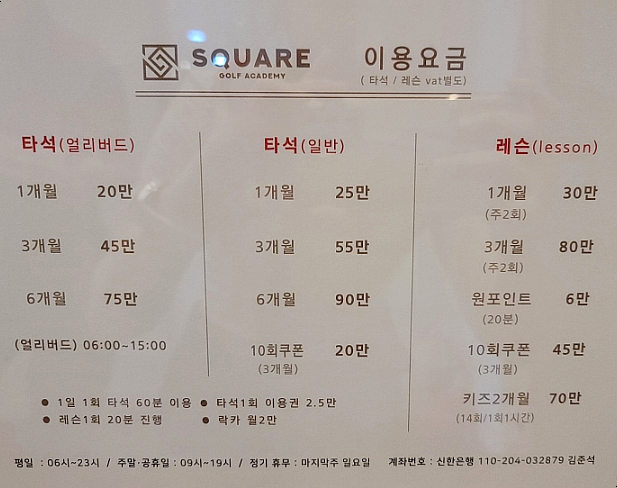 SQUARE
GOLF ACADEMY
이용요금
( 타석 / 레슨 vat별도)
타석(얼리버드)
1개월 20만
3개월 45만
6개월 75만
(얼리버드) 06:00~15:00
타석(일반)
1개월 25만
3개월 55만
6개월 90만
10회쿠폰 20만
(3개월)
레슨(lesson)
1개월 30만
(주2회)
3개월 80만
(주2회)
원포인트 6만
(20분)
10회쿠폰 45만
(3개월)
키즈2개월 70만
(14회/1회1시간)
● 1일 1회 타석 60분 이용 ● 타석1회 이용권 2.5만
● 레슨1회 20분 진행 ● 락카 월2만
평일 : 06시~23시 / 주말·공휴일 : 09시~19시 / 정기 휴무 : 마지막주 일요일 계좌번호 : 신한은행 110-204-032879 김준석